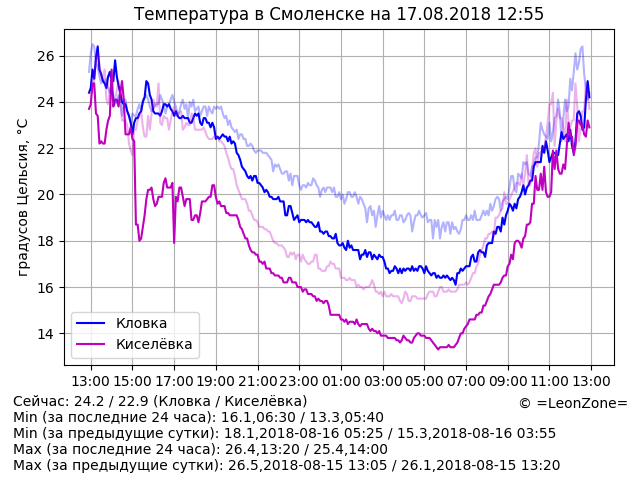 Температура в Смоленске на 17.08.2018 12:55
градусов Цельсия, °C
26
24
22
20
18
16
14
Кловка
Киселёвка
13:00 15:00 17:00 19:00 21:00 23:00 01:00 03:00 05:00 07:00 09:00 11:00 13:00
Сейчас: 24.2 / 22.9 (Кловка / Киселёвка)
© =LeonZone=
Min (за последние 24 часа): 16.1,06:30 / 13.3,05:40
Min (за предыдущие сутки): 18.1,2018-08-16 05:25 / 15.3,2018-08-16 03:55
Max (за последние 24 часа): 26.4,13:20 / 25.4,14:00
Max (за предыдущие сутки): 26.5,2018-08-15 13:05 / 26.1,2018-08-15 13:20